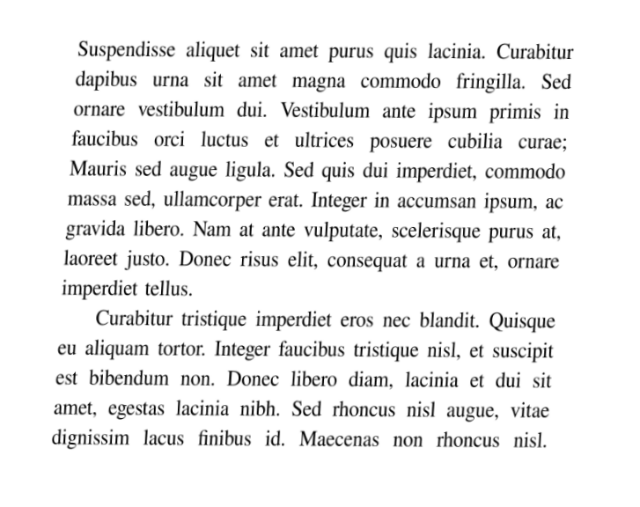 Suspendisse aliquet sit amet purus quis lacinia. Curabitur
dapibus urna sit amet magna commodo fringilla. Sed
ornare vestibulum dui. Vestibulum ante ipsum primis in
faucibus orci luctus et ultrices posuere cubilia curae;
Mauris sed augue ligula. Sed quis dui imperdiet, commodo
massa sed, ullamcorper erat. Integer in accumsan ipsum, ac
gravida libero. Nam at ante vulputate, scelerisque purus at,
laoreet justo. Donec risus elit, consequat a urna et, ornare
imperdiet tellus.
Curabitur tristique imperdiet eros nec blandit. Quisque
eu aliquam tortor. Integer faucibus tristique nisl, et suscipit
est bibendum non. Donec libero diam, lacinia et dui sit
amet, egestas lacinia nibh. Sed rhoncus nisl augue, vitae
dignissim lacus finibus id. Maecenas non rhoncus nisl.